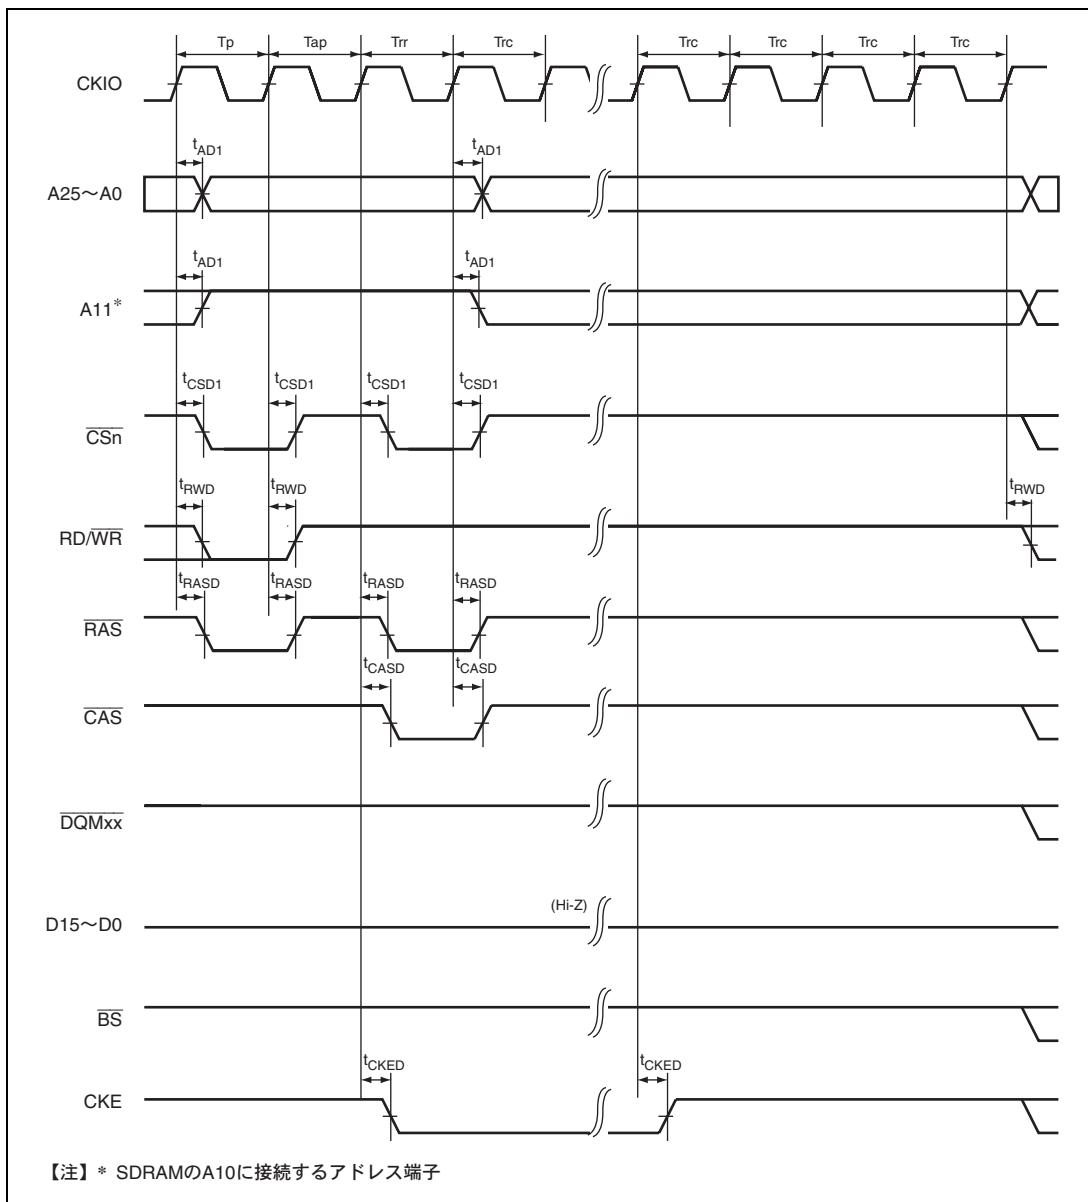 Tp Tap Trr Trc Trc Trc Trc Trc
CKIO
tAD1 tAD1
A25～A0
tAD1 tAD1
A11*
tCSD1 tCSD1 tCSD1 tCSD1
CSn
tRWD tRWD tRWD
RD/WR
tRASD tRASD tRASD tRASD
RAS
tCASD tCASD
CAS
DQMxx
(Hi-Z)
D15～D0
BS
tCKED tCKED
CKE
【注】* SDRAMのA10に接続するアドレス端子